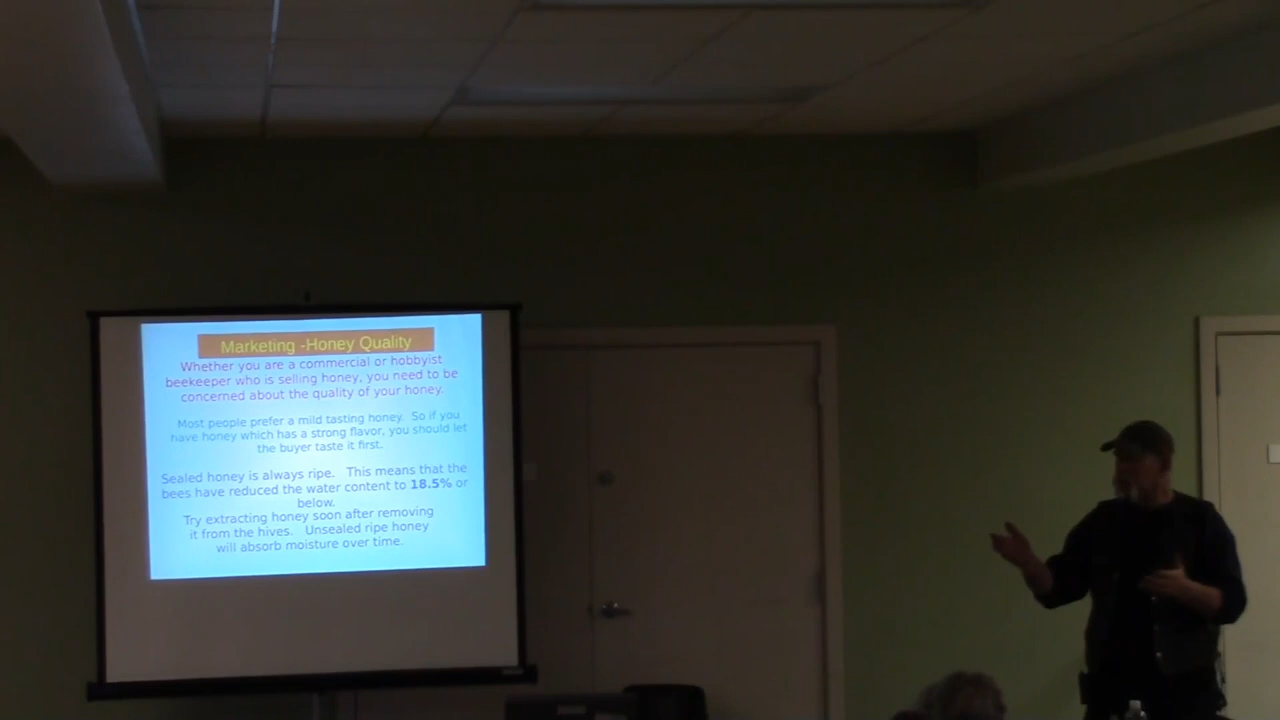 Marketing -Honey Quality
Whether you are a commercial or hobbyist
beekeeper who is selling honey, you need to be
concerned about the quality of your honey.
Most people prefer a mild tasting honey. So if you
have honey which has a strong flavor, you should let
the buyer taste it first.
Sealed honey is always ripe. This means that the
bees have reduced the water content to 18.5% or
below.
Try extracting honey soon after removing
it from the hives. Unsealed ripe honey
will absorb moisture over time.